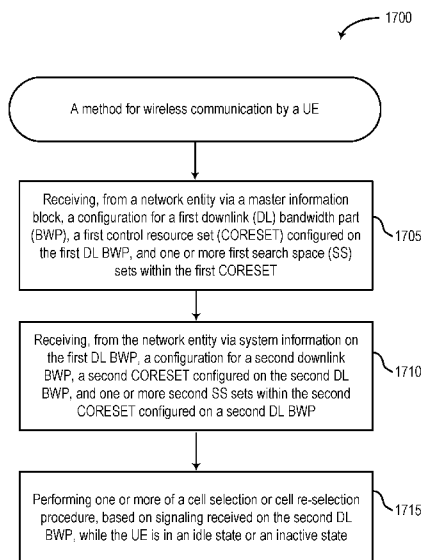 1700
A method for wireless communication by a UE
Receiving, from a network entity via a master information
block, a configuration for a first downlink (DL) bandwidth part
(BWP), a first control resource set (CORESET) configured on
the first DL BWP, and one or more first search space (SS)
sets within the first CORESET
1705
Receiving, from the network entity via system information on
the first DL BWP, a configuration for a second downlink
BWP, a second CORESET configured on the second DL
BWP, and one or more second SS sets within the second
CORESET configured on a second DL BWP
1710
Performing one or more of a cell selection or cell re-selection
procedure, based on signaling received on the second DL
BWP, while the UE is in an idle state or an inactive state
1715